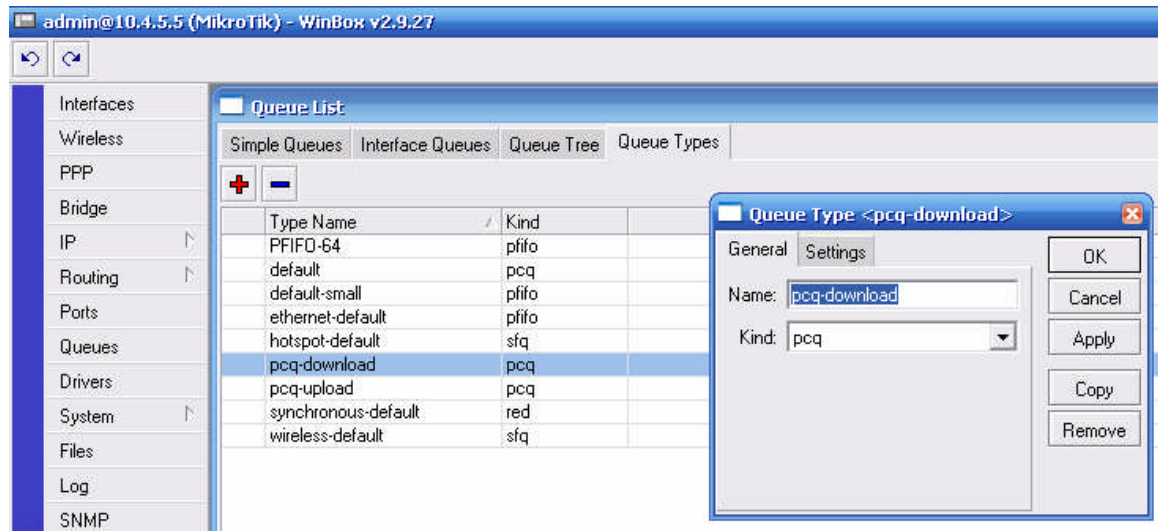 admin@10.4.5.5 (MikroTik) - WinBox v2.9.27
Interfaces
Wireless
PPP
Bridge
IP
Routing
Ports
Queues
Drivers
System
Files
Log
SNMP
Queue List
Simple Queues Interface Queues Queue Tree Queue Types
Type Name Kind
PFIFO-64 pfifo
default pcq
default-small pfifo
ethernet-default pfifo
hotspot-default sfq
pcq-download pcq
pcq-upload pcq
synchronous-default red
wireless-default sfq
Queue Type <pcq-download>
General Settings
Name: pcq-download
Kind: pcq
OK
Cancel
Apply
Copy
Remove